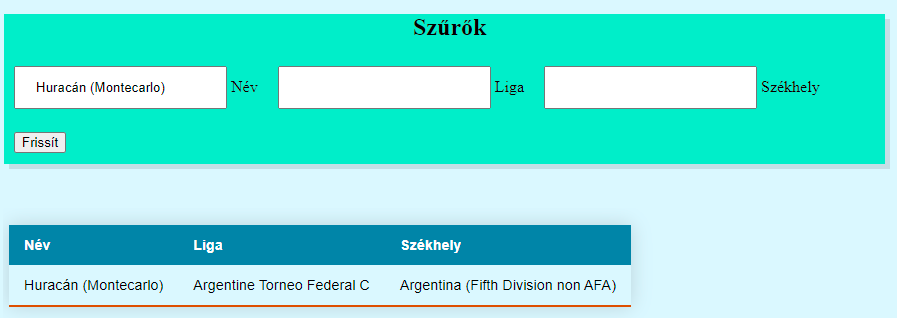 Szűrők
Huracán (Montecarlo) Név Liga Székhely
Frissít
Név Liga Székhely
Huracán (Montecarlo) Argentine Torneo Federal C Argentina (Fifth Division non AFA)